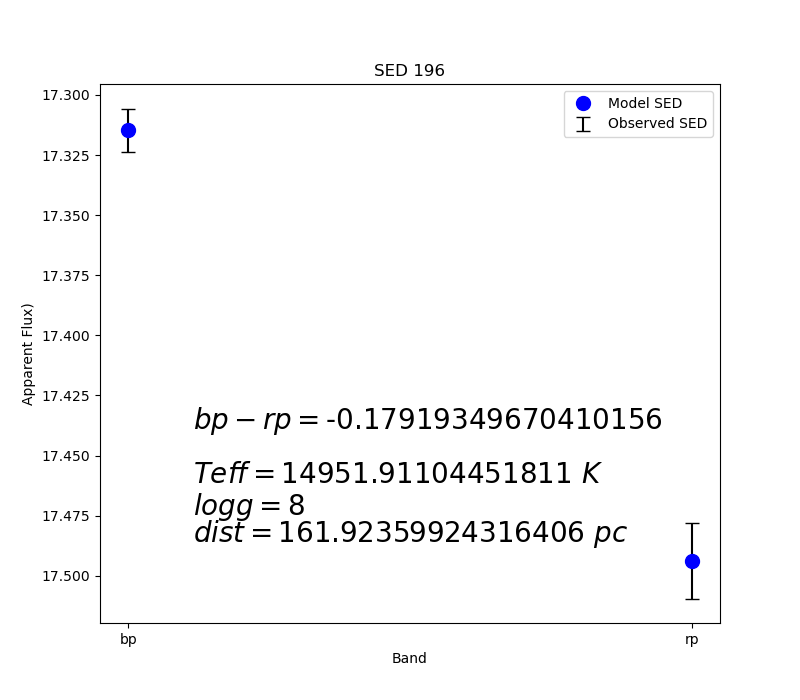 SED 196
17.300
17.325
17.350
17.375
17.400
17.425
17.450
17.475
17.500
Apparent Flux)
Model SED
Observed SED
bp − rp = -0.17919349670410156
Teff = 14951.91104451811 K
logg = 8
dist = 161.92359924316406 pc
bp
rp
Band